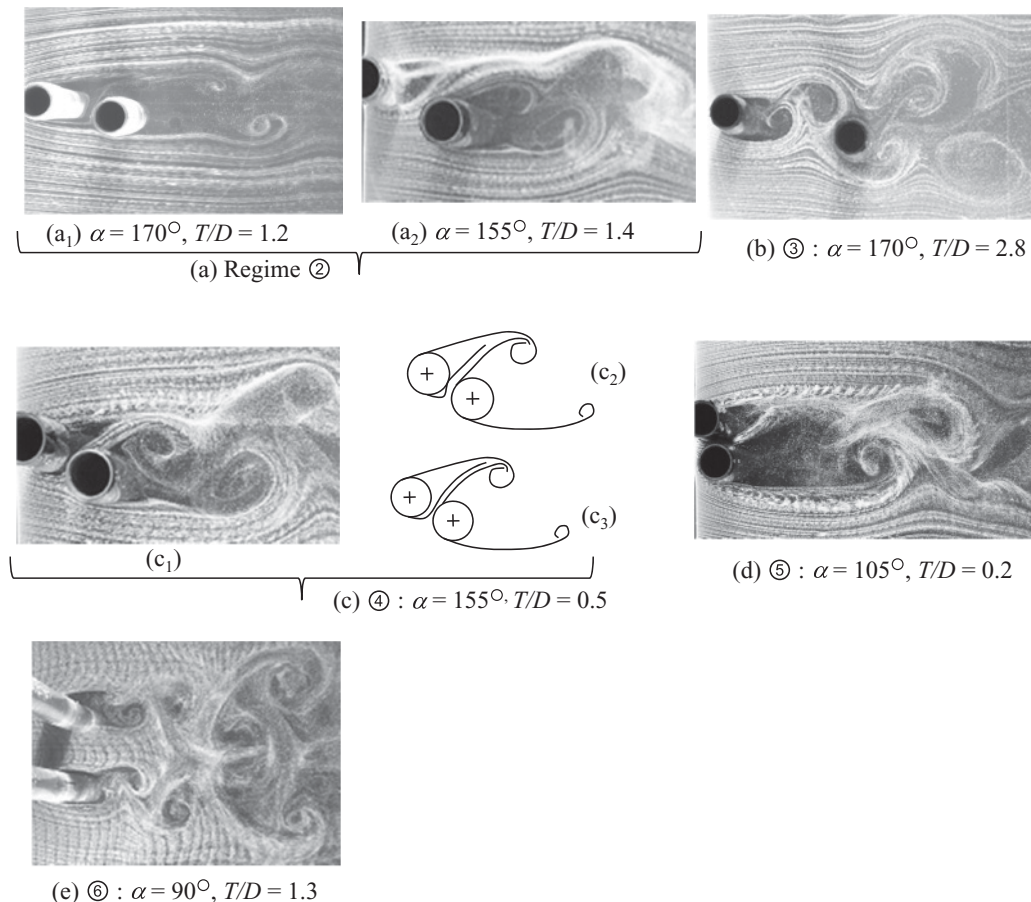 (a₁) α = 170○, T/D = 1.2
(a₂) α = 155○, T/D = 1.4
(a) Regime ②
(b) ③ : α = 170○, T/D = 2.8
(c₁)
(c₂)
(c₃)
(c) ④ : α = 155○, T/D = 0.5
(d) ⑤ : α = 105○, T/D = 0.2
(e) ⑥ : α = 90○, T/D = 1.3